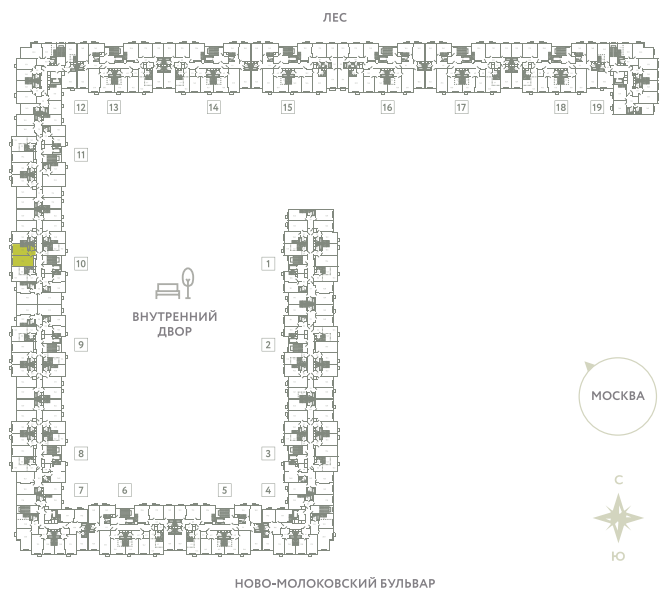 ЛЕС
12 13 14 15 16 17 18 19
11
10 1
ВНУТРЕННИЙ
ДВОР
9 2
МОСКВА
8 3
С
7 6 5 4
Ю
НОВО-МОЛОКОВСКИЙ БУЛЬВАР